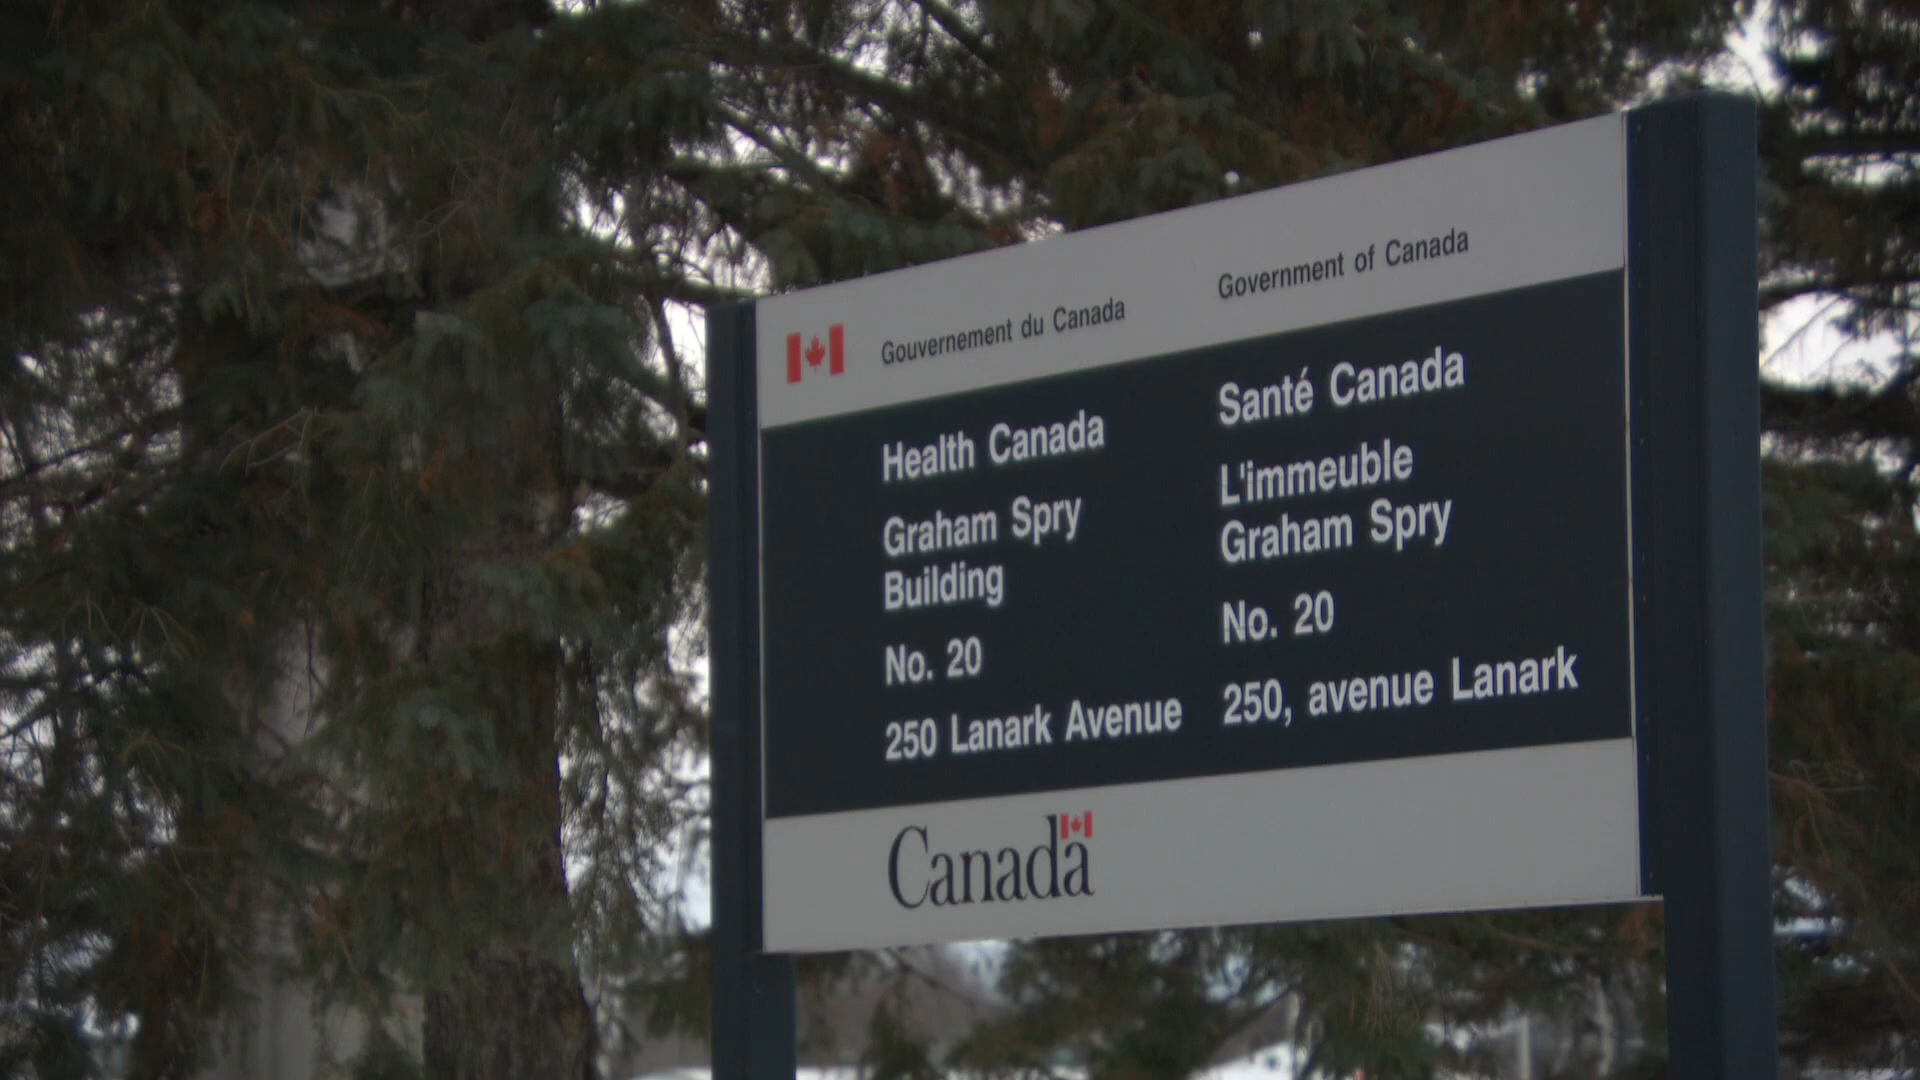 Gouvernement du Canada
Government of Canada
Health Canada
Graham Spry
Building
No. 20
250 Lanark Avenue
Santé Canada
L'immeuble
Graham Spry
No. 20
250, avenue Lanark
Canada